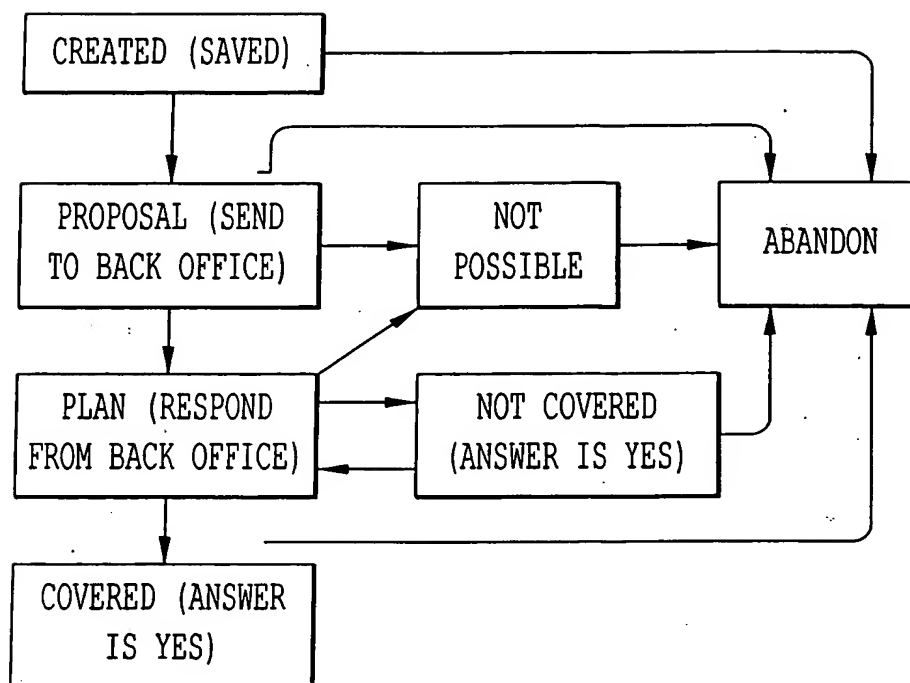 CREATED (SAVED)
PROPOSAL (SEND
TO BACK OFFICE)
NOT
POSSIBLE
ABANDON
PLAN (RESPOND
FROM BACK OFFICE)
NOT COVERED
(ANSWER IS YES)
COVERED (ANSWER
IS YES)